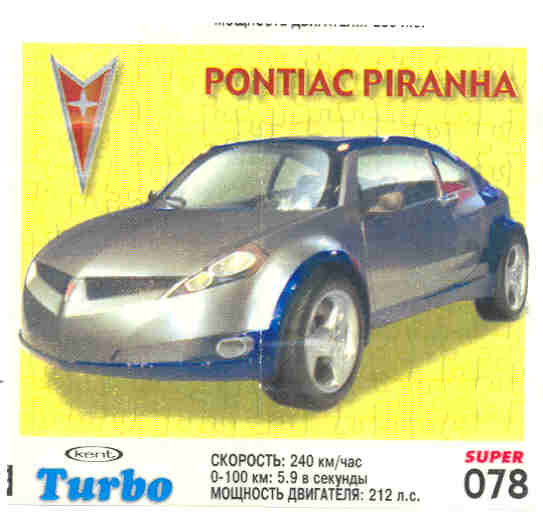 PONTIAC PIRANHA
kent
Turbo
СКОРОСТЬ: 240 км/час
0-100 км: 5.9 в секунды
МОЩНОСТЬ ДВИГАТЕЛЯ: 212 л.с.
SUPER
078